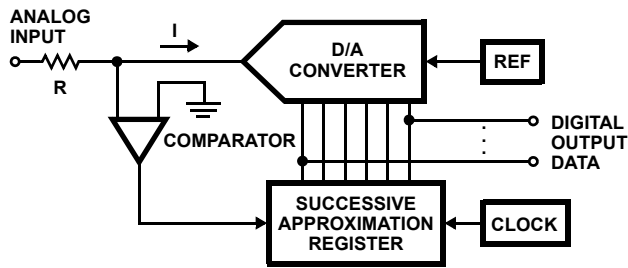 ANALOG
INPUT
R
I
D/A
CONVERTER
REF
COMPARATOR
DIGITAL
OUTPUT
DATA
SUCCESSIVE
APPROXIMATION
REGISTER
CLOCK